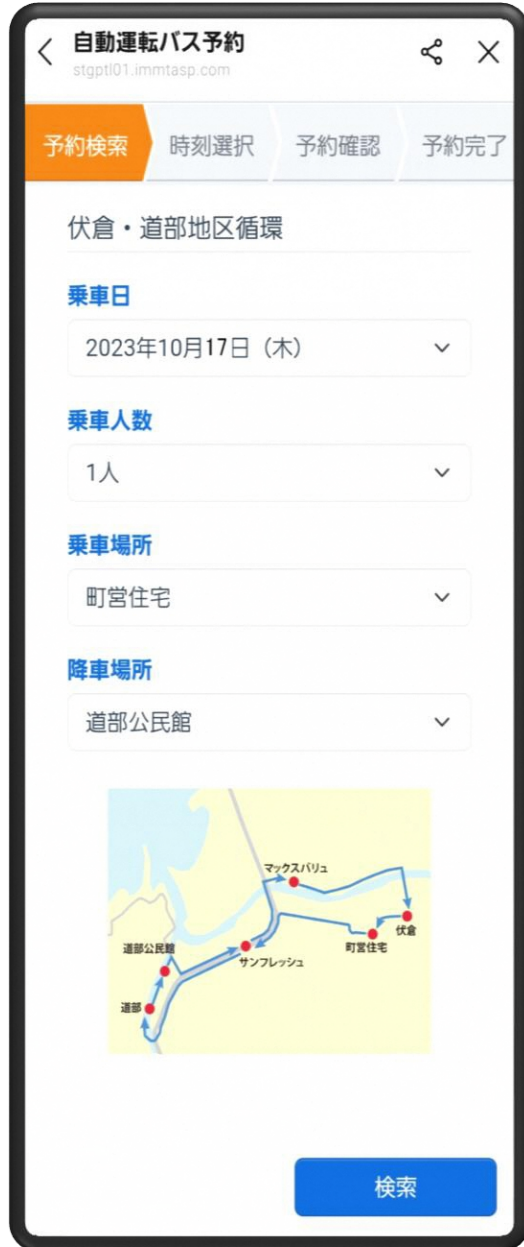 自動運転バス予約
stgptl01.immtasp.com
予約検索 時刻選択 予約確認 予約完了
伏倉・道部地区循環
乗車日
2023年10月17日（木）
乗車人数
1人
乗車場所
町営住宅
降車場所
道部公民館
マックスバリュ
伏倉
町営住宅
サンフレッシュ
道部公民館
道部
検索